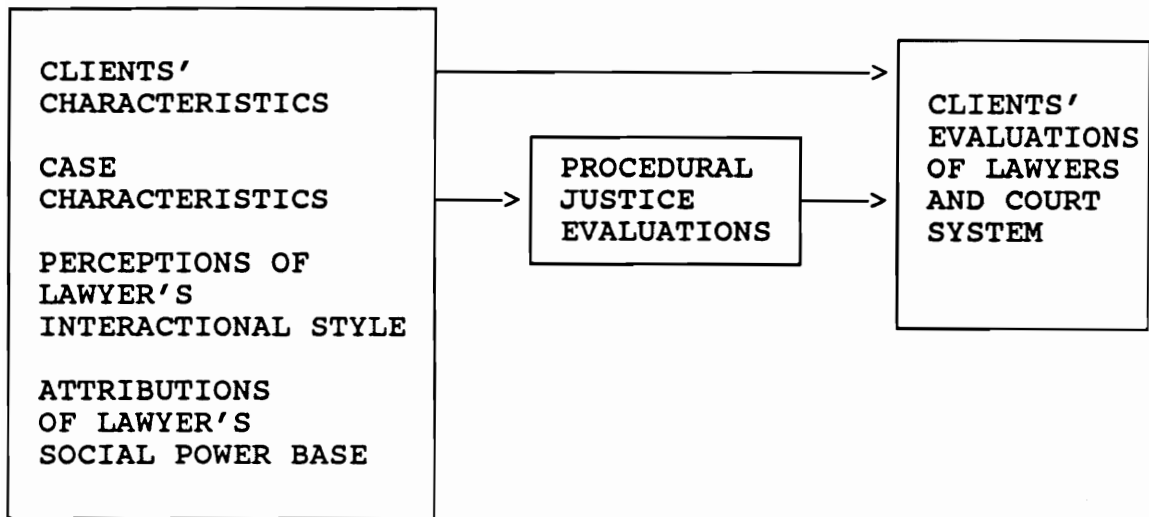 CLIENTS'
CHARACTERISTICS
CASE
CHARACTERISTICS
PERCEPTIONS OF
LAWYER'S
INTERACTIONAL STYLE
ATTRIBUTIONS
OF LAWYER'S
SOCIAL POWER BASE
PROCEDURAL
JUSTICE
EVALUATIONS
CLIENTS'
EVALUATIONS
OF LAWYERS
AND COURT
SYSTEM